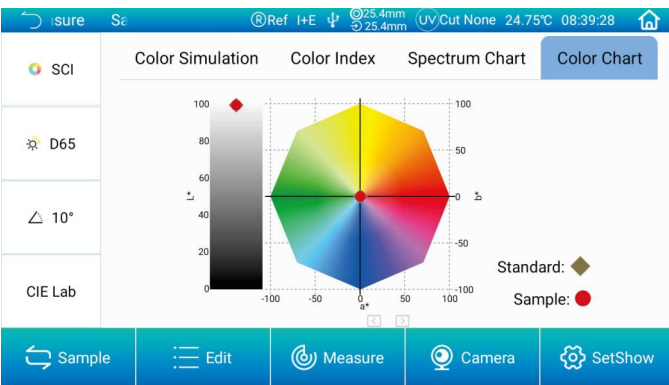 ısure Sa ®Ref I+E 25.4mm 25.4mm UV Cut None 24.75℃ 08:39:28
Color Simulation Color Index Spectrum Chart Color Chart
SCI
D65
10°
CIE Lab
100
80
60
40
20
0
L*
100
50
0
-50
-100
b*
-100 -50 0 50 100
a*
< >
Standard:
Sample:
Sample Edit Measure Camera SetShow